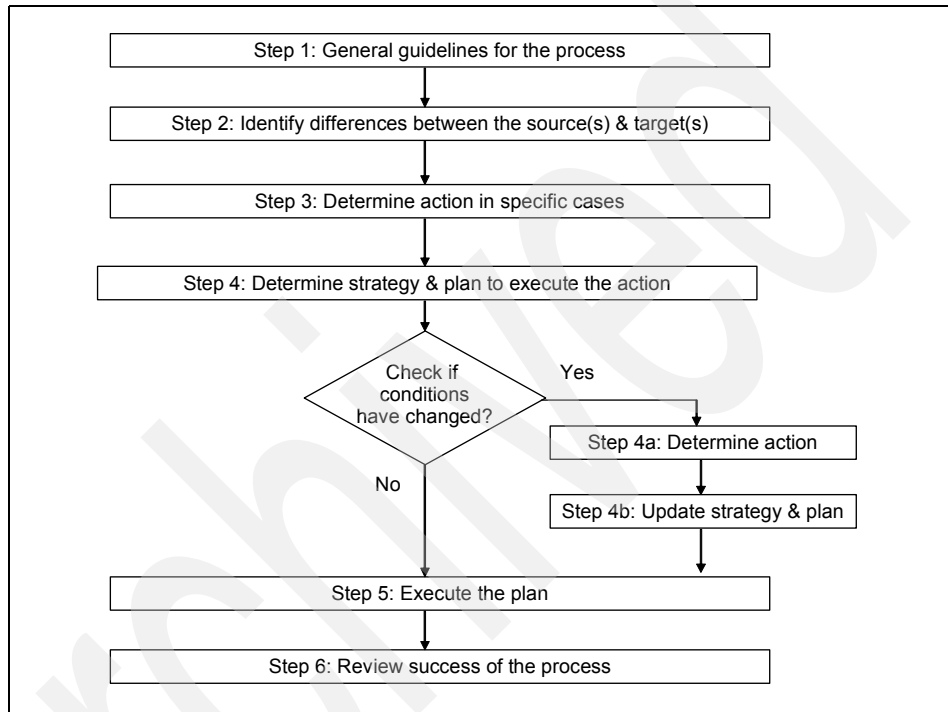 Step 1: General guidelines for the process
Step 2: Identify differences between the source(s) & target(s)
Step 3: Determine action in specific cases
Step 4: Determine strategy & plan to execute the action
Check if
conditions
have changed?
Yes
Step 4a: Determine action
No
Step 4b: Update strategy & plan
Step 5: Execute the plan
Step 6: Review success of the process
rchived